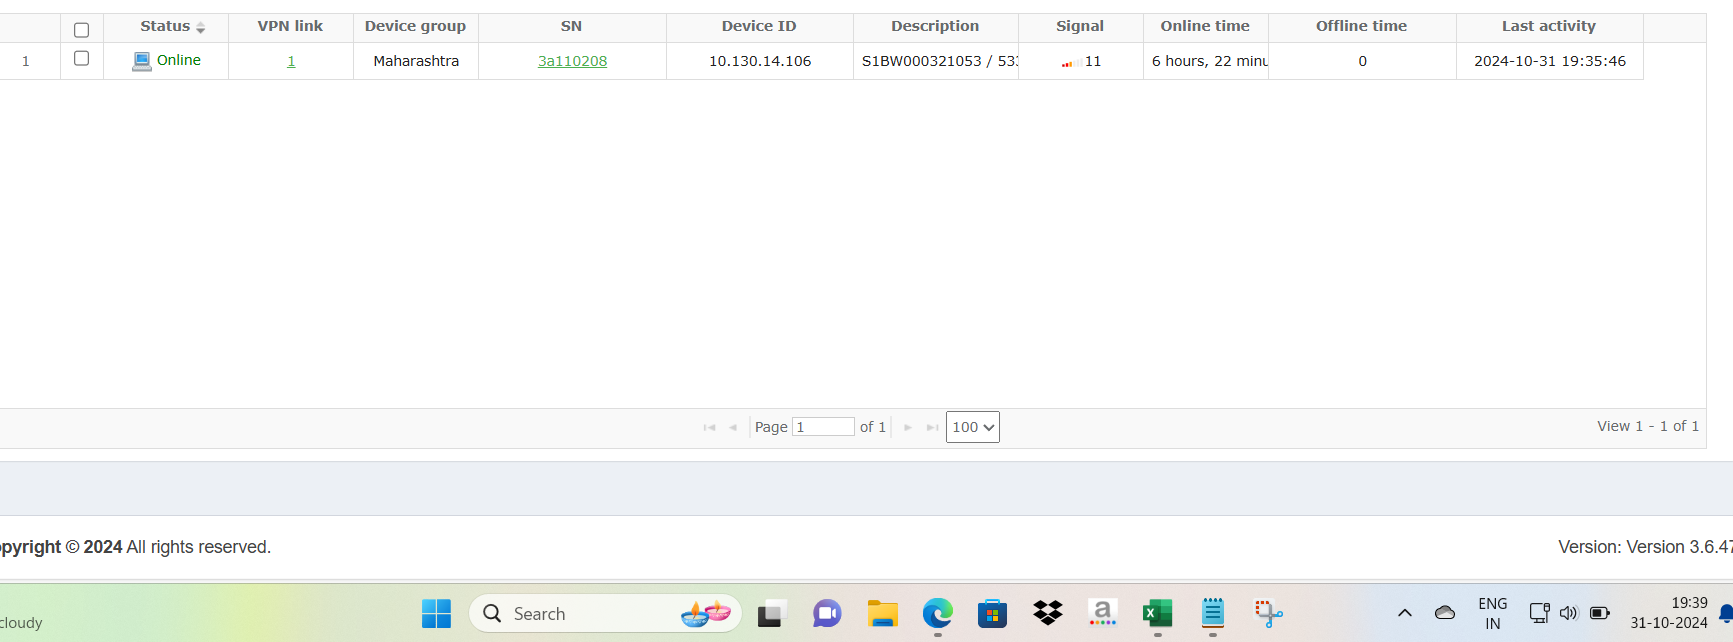 Status VPN link Device group SN Device ID Description Signal Online time Offline time Last activity
1 Online 1 Maharashtra 3a110208 10.130.14.106 S1BW000321053 / 53 11 6 hours, 22 minu 0 2024-10-31 19:35:46
Page 1 of 1 100 View 1 - 1 of 1
opyright © 2024 All rights reserved. Version: Version 3.6.47
cloudy Search ENG IN 19:39
31-10-2024